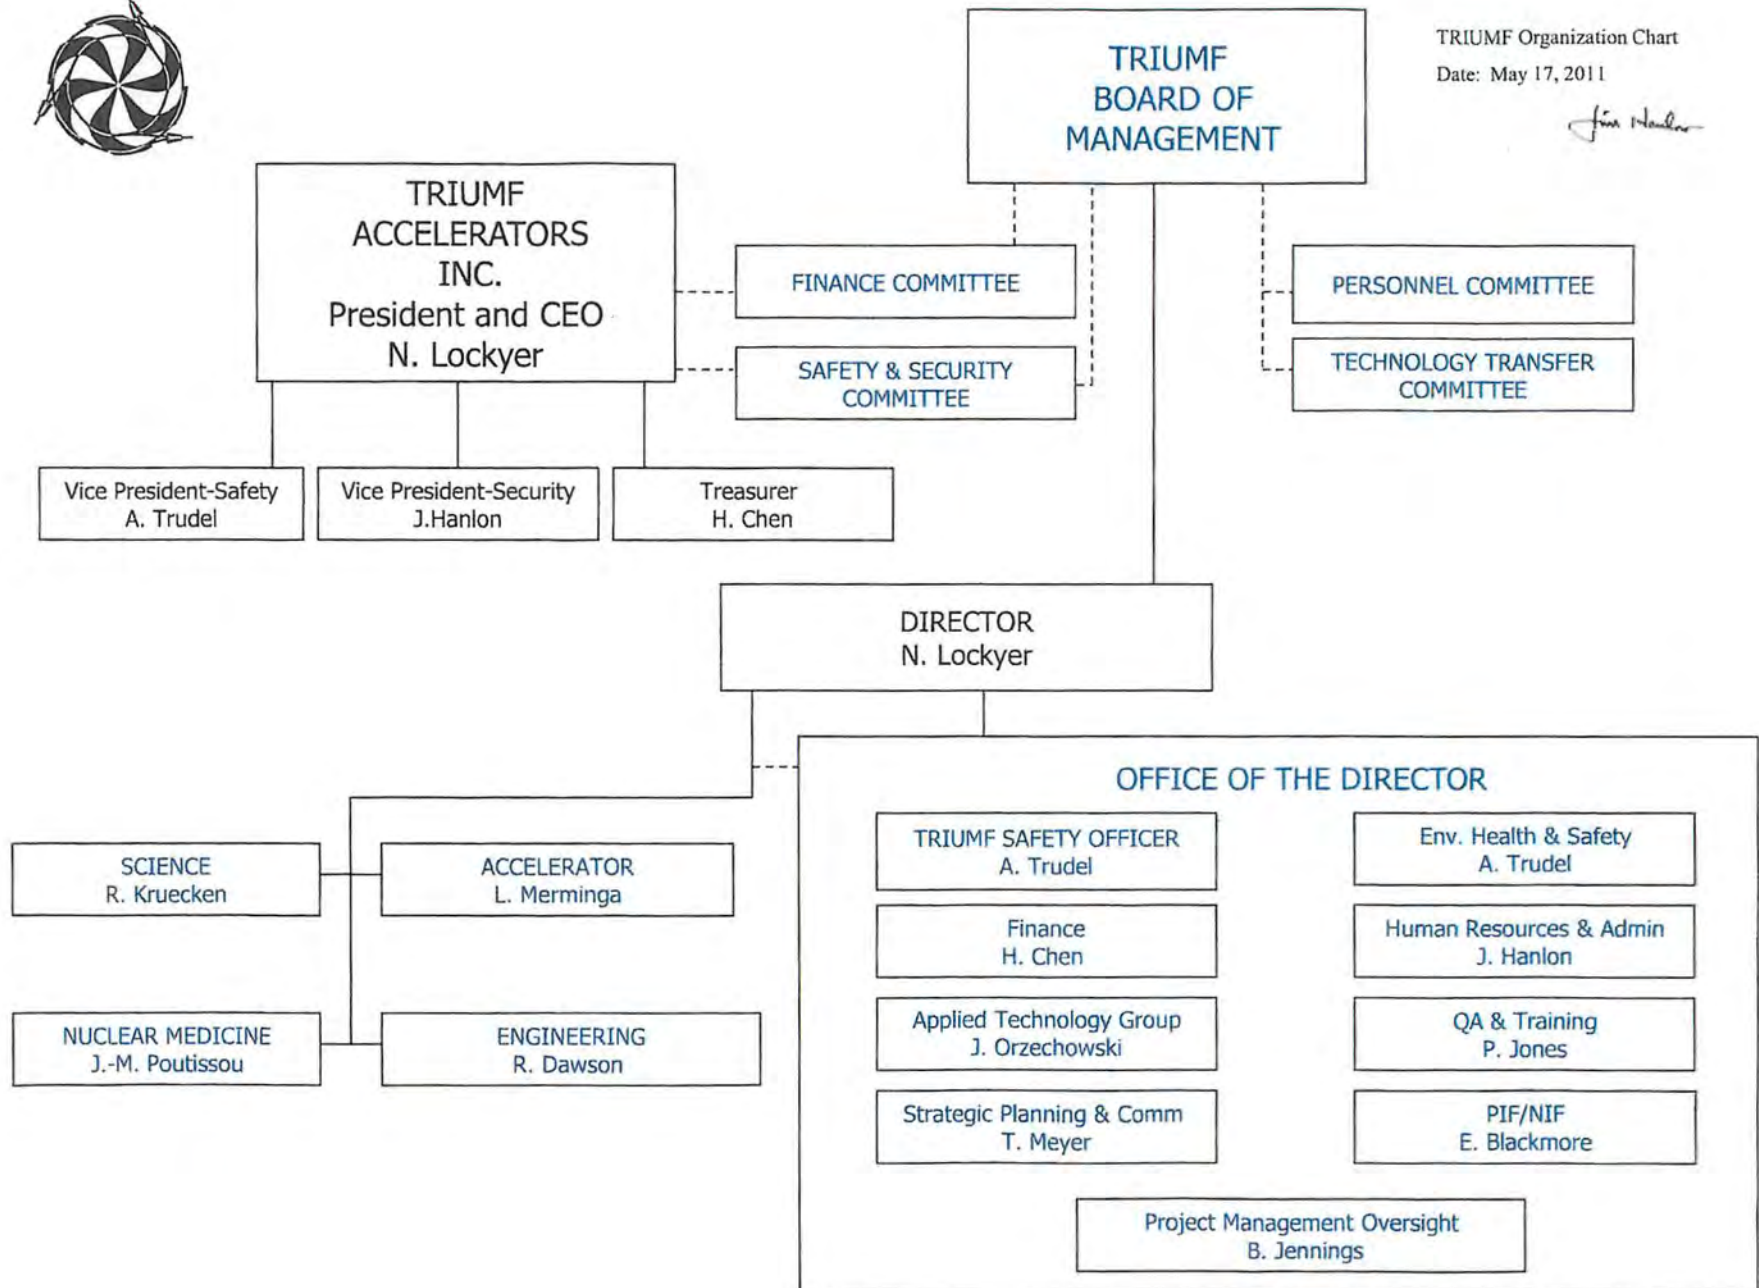 TRIUMF
BOARD OF
MANAGEMENT
TRIUMF Organization Chart
Date: May 17, 2011
Jim Hanlon
TRIUMF
ACCELERATORS
INC.
President and CEO
N. Lockyer
FINANCE COMMITTEE
PERSONNEL COMMITTEE
SAFETY & SECURITY
COMMITTEE
TECHNOLOGY TRANSFER
COMMITTEE
Vice President-Safety
A. Trudel
Vice President-Security
J.Hanlon
Treasurer
H. Chen
DIRECTOR
N. Lockyer
SCIENCE
R. Kruecken
ACCELERATOR
L. Merminga
NUCLEAR MEDICINE
J.-M. Poutissou
ENGINEERING
R. Dawson
OFFICE OF THE DIRECTOR
TRIUMF SAFETY OFFICER
A. Trudel
Env. Health & Safety
A. Trudel
Finance
H. Chen
Human Resources & Admin
J. Hanlon
Applied Technology Group
J. Orzechowski
QA & Training
P. Jones
Strategic Planning & Comm
T. Meyer
PIF/NIF
E. Blackmore
Project Management Oversight
B. Jennings